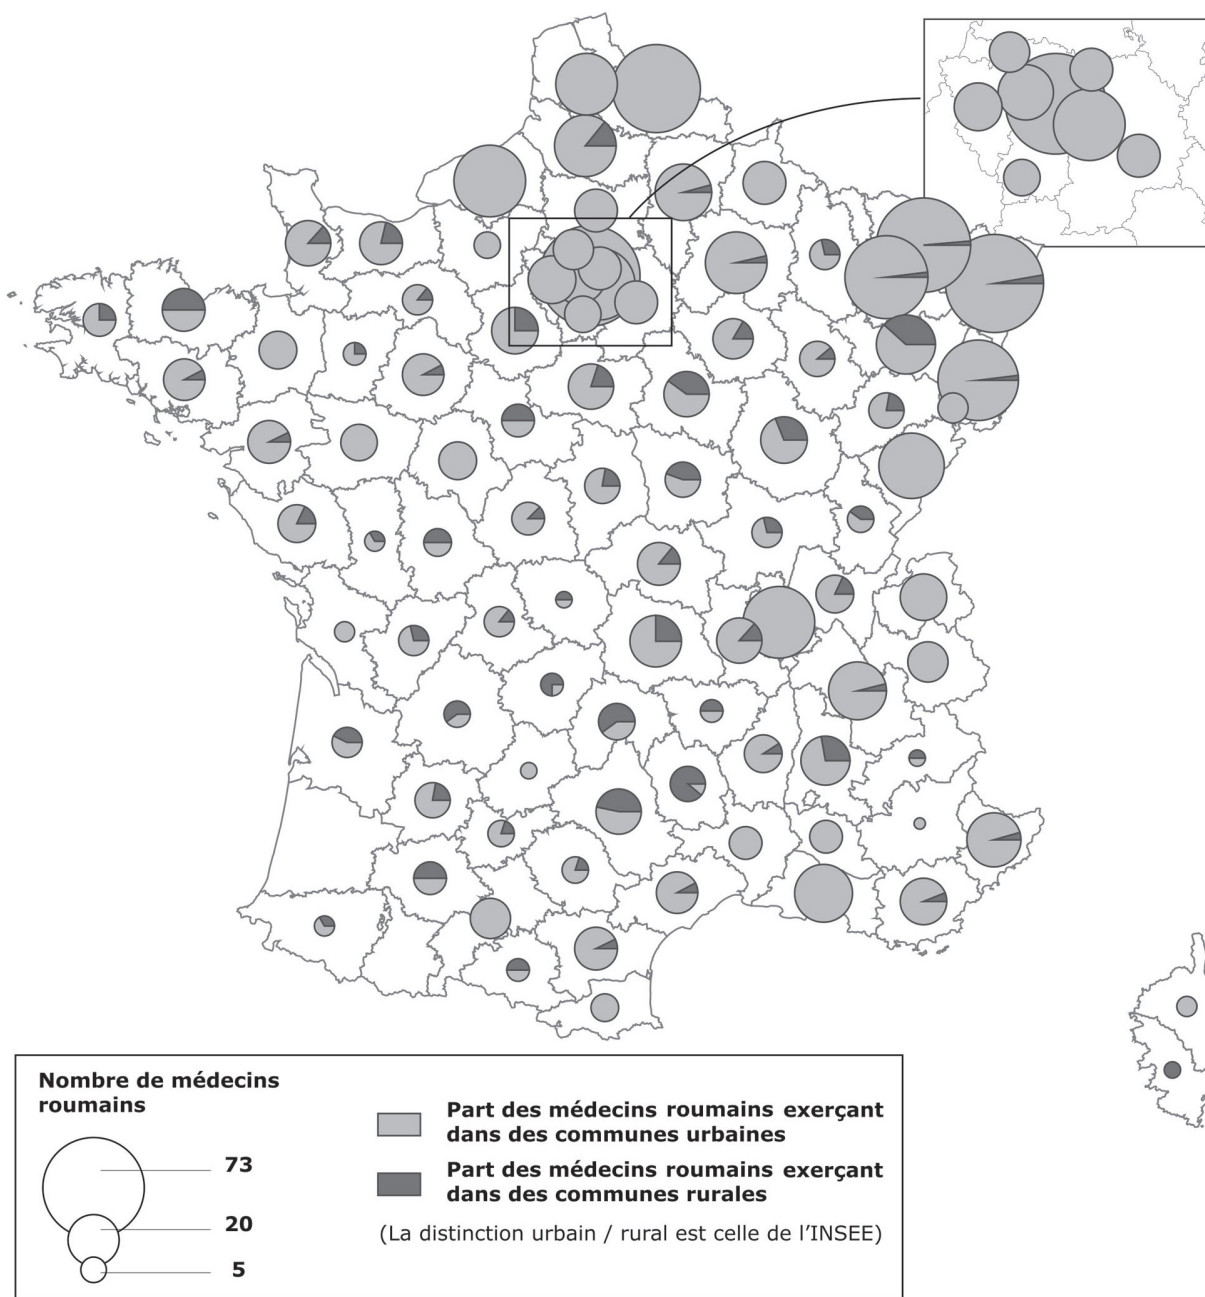 Nombre de médecins
roumains
73
20
5
Part des médecins roumains exerçant
dans des communes urbaines
Part des médecins roumains exerçant
dans des communes rurales
(La distinction urbain / rural est celle de l'INSEE)